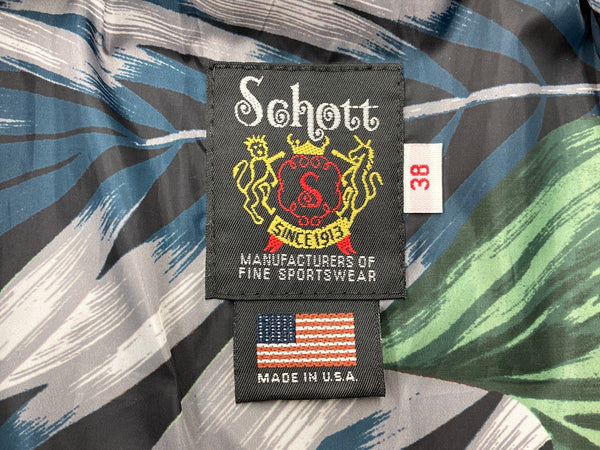 Schott
S
SINCE 1913
MANUFACTURERS OF
FINE SPORTSWEAR
38
MADE IN U.S.A.